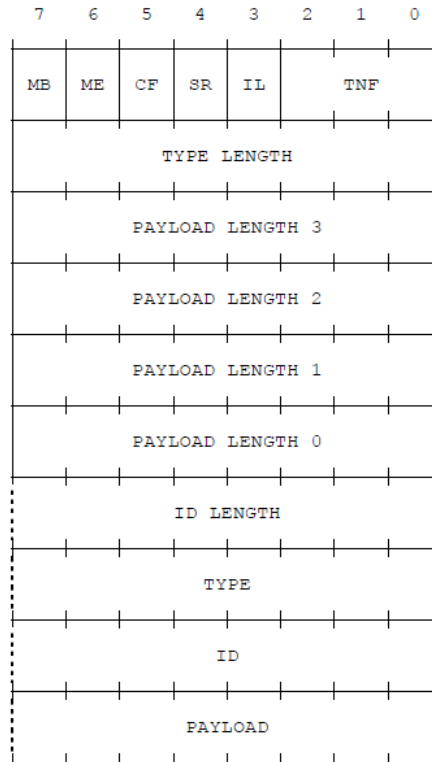 7 6 5 4 3 2 1 0
MB ME CF SR IL TNF
TYPE LENGTH
PAYLOAD LENGTH 3
PAYLOAD LENGTH 2
PAYLOAD LENGTH 1
PAYLOAD LENGTH 0
ID LENGTH
TYPE
ID
PAYLOAD